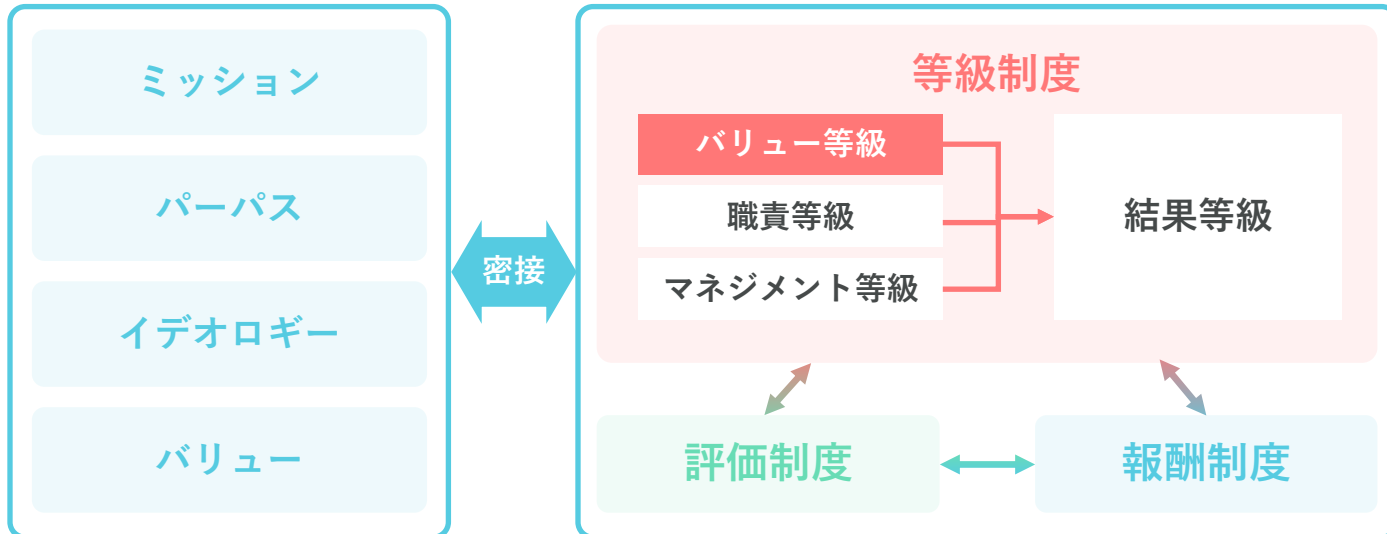 ミッション
パーパス
イデオロギー
バリュー
密接
等級制度
バリュー等級
職責等級
マネジメント等級
結果等級
評価制度
報酬制度